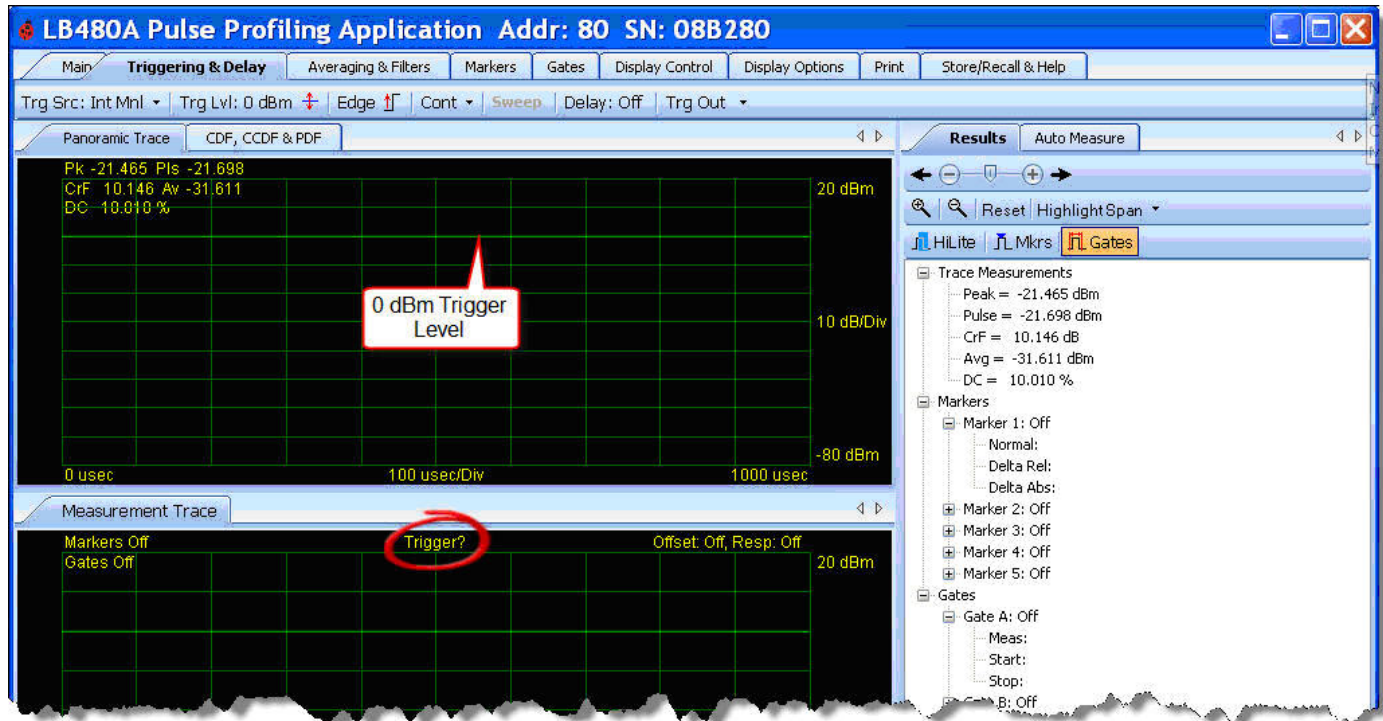 LB480A Pulse Profiling Application Addr: 80 SN: 08B280
Main Triggering & Delay Averaging & Filters Markers Gates Display Control Display Options Print Store/Recall & Help
Trg Src: Int Mnl Trg Lvl: 0 dBm Edge Cont Sweep Delay: Off Trg Out
Panoramic Trace CDF, CCDF & PDF
Pk -21.465 Pls -21.698
CrF 10.146 Av -31.611
DC 10.010 %
20 dBm
0 dBm Trigger
Level
10 dB/Div
-80 dBm
0 usec 100 usec/Div 1000 usec
Measurement Trace
Markers Off Trigger? Offset: Off, Resp: Off
Gates Off 20 dBm
Results Auto Measure
Reset HighlightSpan
HiLite Mkrs Gates
Trace Measurements
Peak = -21.465 dBm
Pulse = -21.698 dBm
CrF = 10.146 dB
Avg = -31.611 dBm
DC = 10.010 %
Markers
Marker 1: Off
Normal:
Delta Rel:
Delta Abs:
Marker 2: Off
Marker 3: Off
Marker 4: Off
Marker 5: Off
Gates
Gate A: Off
Meas:
Start:
Stop:
B: Off